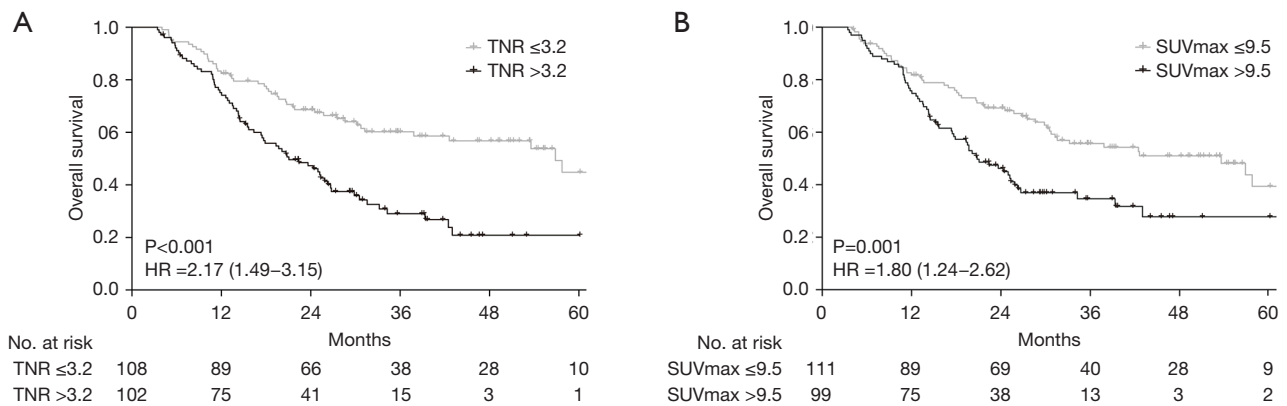 A
1.0
0.8
06
0.4
0.2
0.0
Overall survival
TNR ≤3.2
TNR >3.2
P<0.001
HR =2.17 (1.49–3.15)
0 12 24 36 48 60
Months
No. at risk
TNR ≤3.2 108 89 66 38 28 10
TNR >3.2 102 75 41 15 3 1
B
1.0
0.8
06
0.4
0.2
0.0
Overall survival
SUVmax ≤9.5
SUVmax >9.5
P=0.001
HR =1.80 (1.24–2.62)
0 12 24 36 48 60
Months
No. at risk
SUVmax ≤9.5 111 89 69 40 28 9
SUVmax >9.5 99 75 38 13 3 2